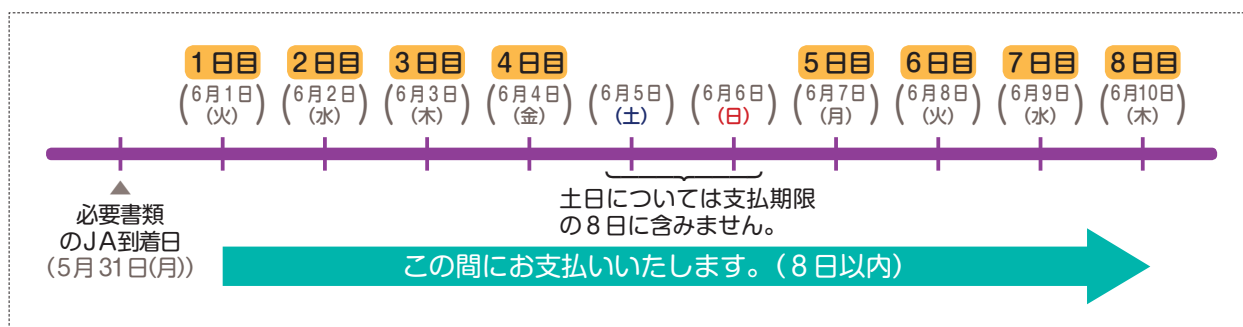 1日目 2日目 3日目 4日目 5日目 6日目 7日目 8日目
(6月1日(火)) (6月2日(水)) (6月3日(木)) (6月4日(金)) (6月5日(土)) (6月6日(日)) (6月7日(月)) (6月8日(火)) (6月9日(水)) (6月10日(木))
必要書類
のJA到着日
(5月31日(月))
土日については支払期限
の8日に含みません。
この間にお支払いいたします。(8日以内)